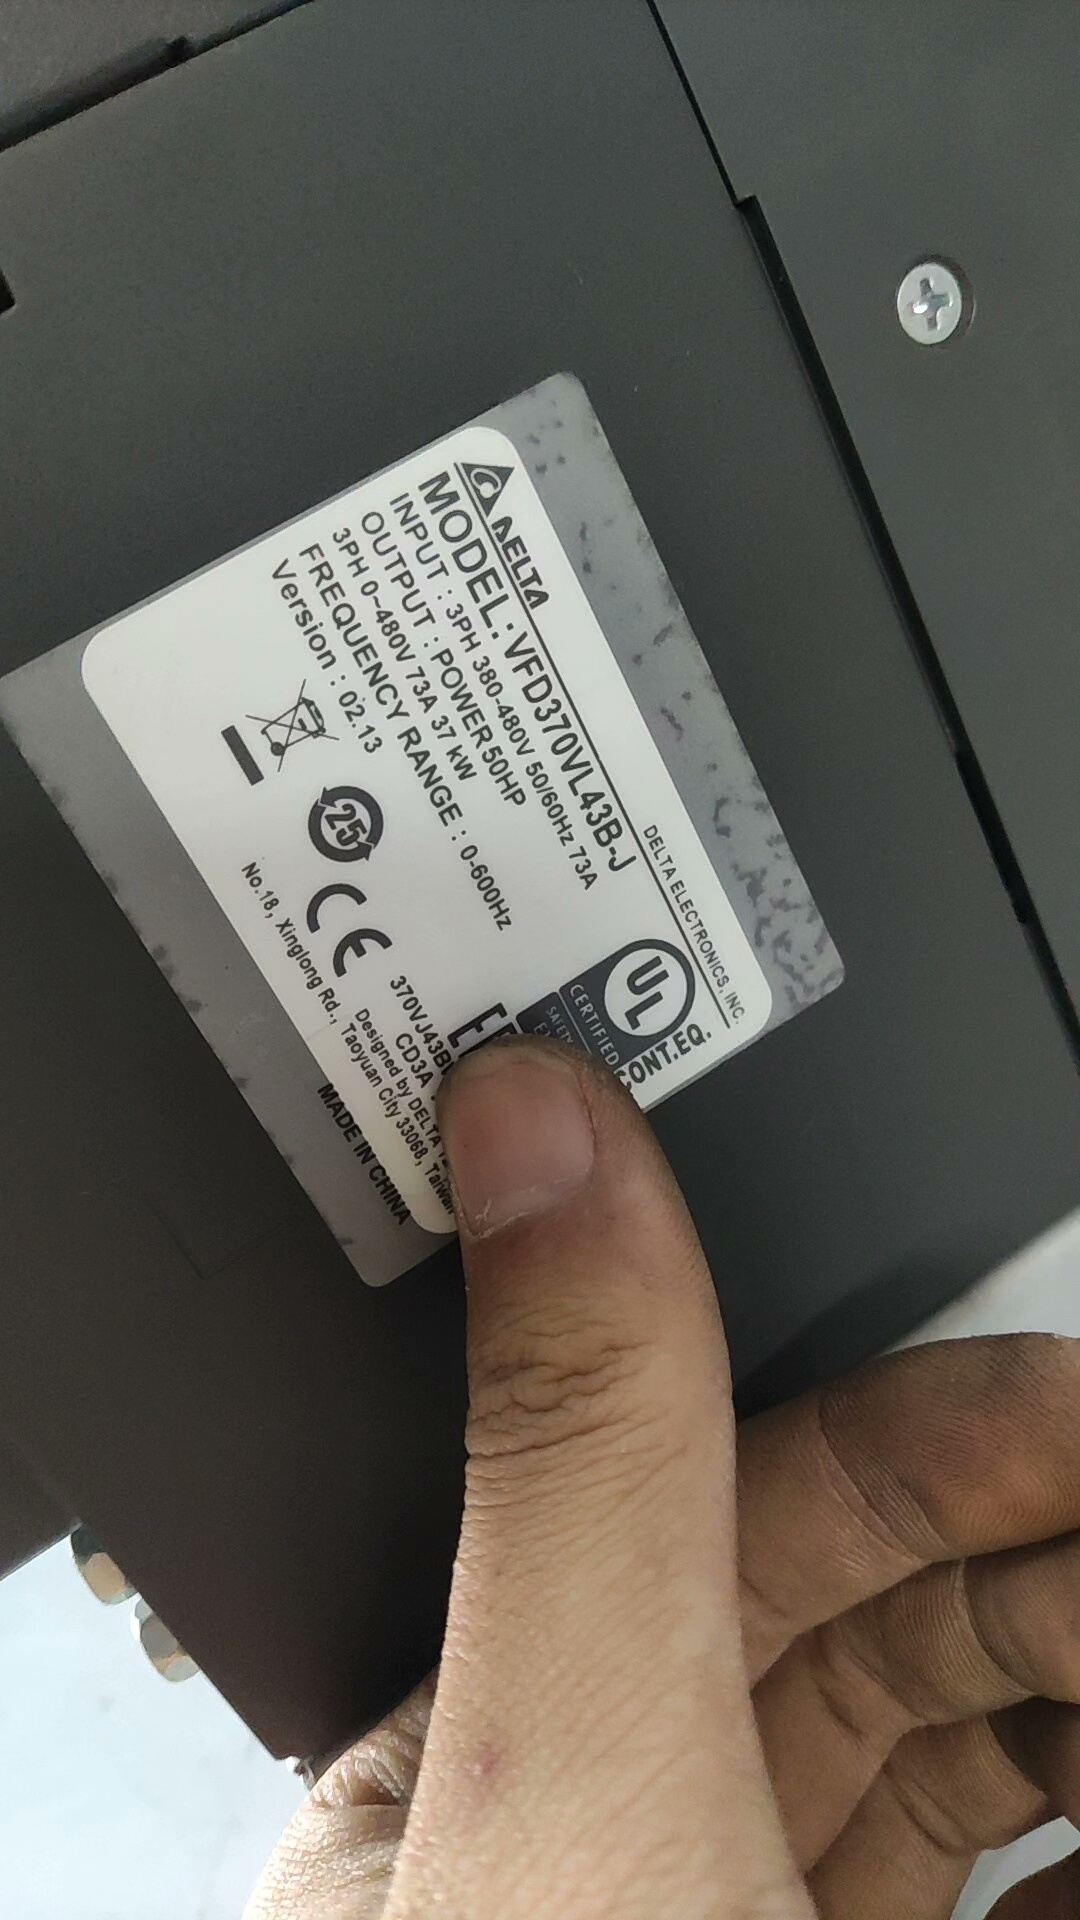 DELTA
DELTA ELECTRONICS, INC.
MODEL: VFD370VL43B-J
INPUT : 3PH 380-480V 50/60Hz 73A
OUTPUT : POWER 50HP
3PH 0~480V 73A 37 kW
FREQUENCY RANGE : 0-600Hz
Version : 02.13
UL
CERTIFIED
SAFETY
ONT.EQ.
25
CE
370VJ43B
CD3A
Designed by DELTA
No.18, Xinglong Rd., Taoyuan City 33068, Taiwan
MADE IN CHINA